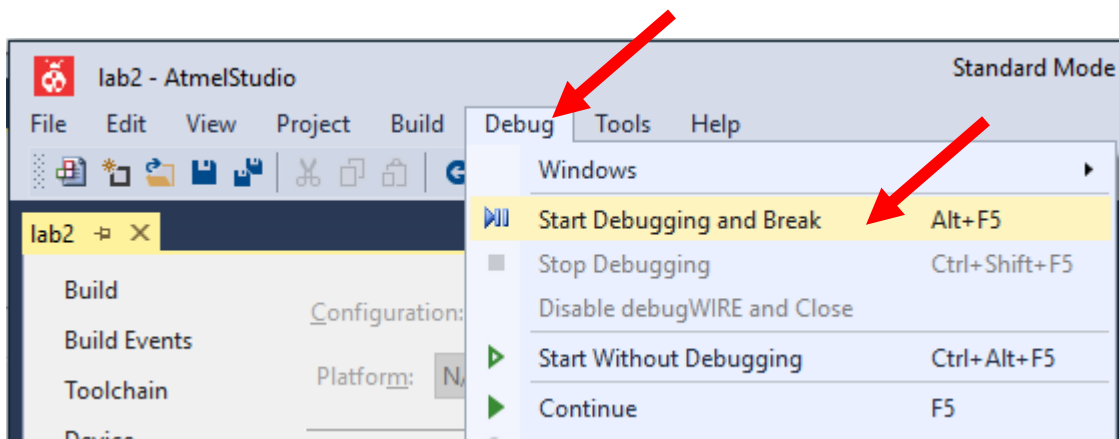 lab2 - AtmelStudio
Standard Mode
File Edit View Project Build Debug Tools Help
Windows
lab2
Start Debugging and Break Alt+F5
Stop Debugging Ctrl+Shift+F5
Build
Configuration:
Disable debugWIRE and Close
Build Events
Start Without Debugging Ctrl+Alt+F5
Platform:
Toolchain
Continue F5